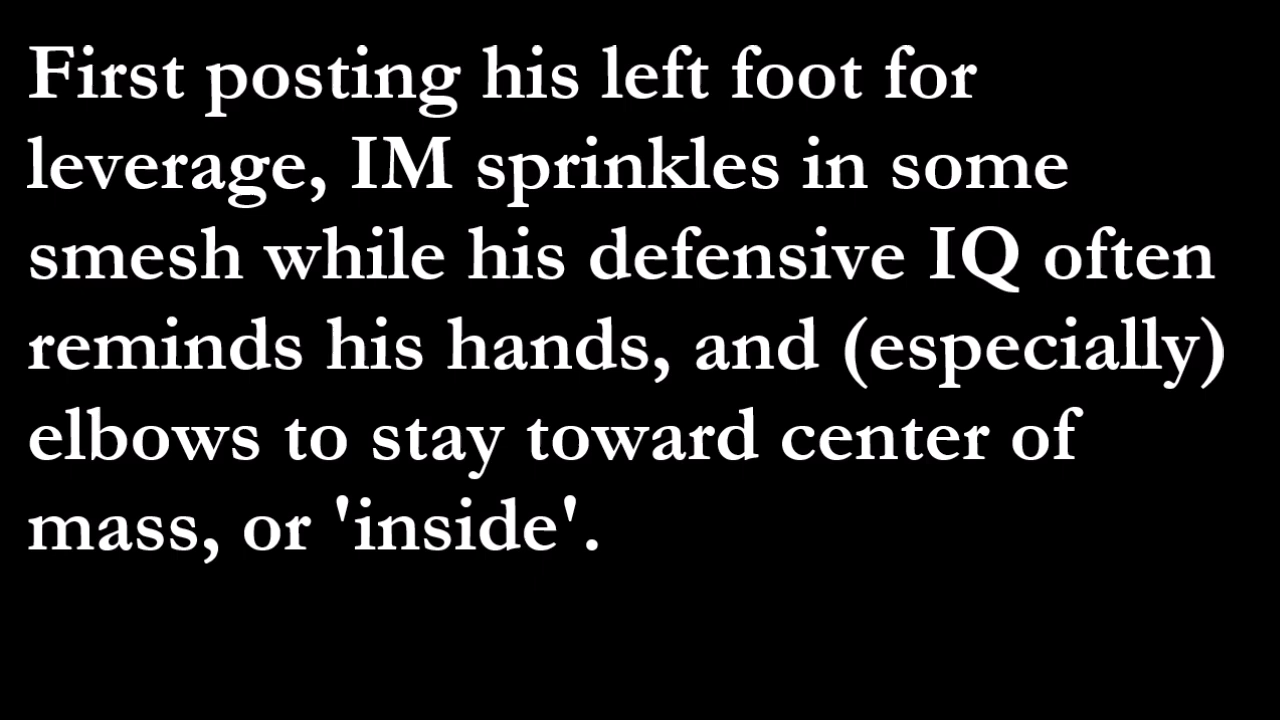 First posting his left foot for
leverage, IM sprinkles in some
smesh while his defensive IQ often
reminds his hands, and (especially)
elbows to stay toward center of
mass, or 'inside'.